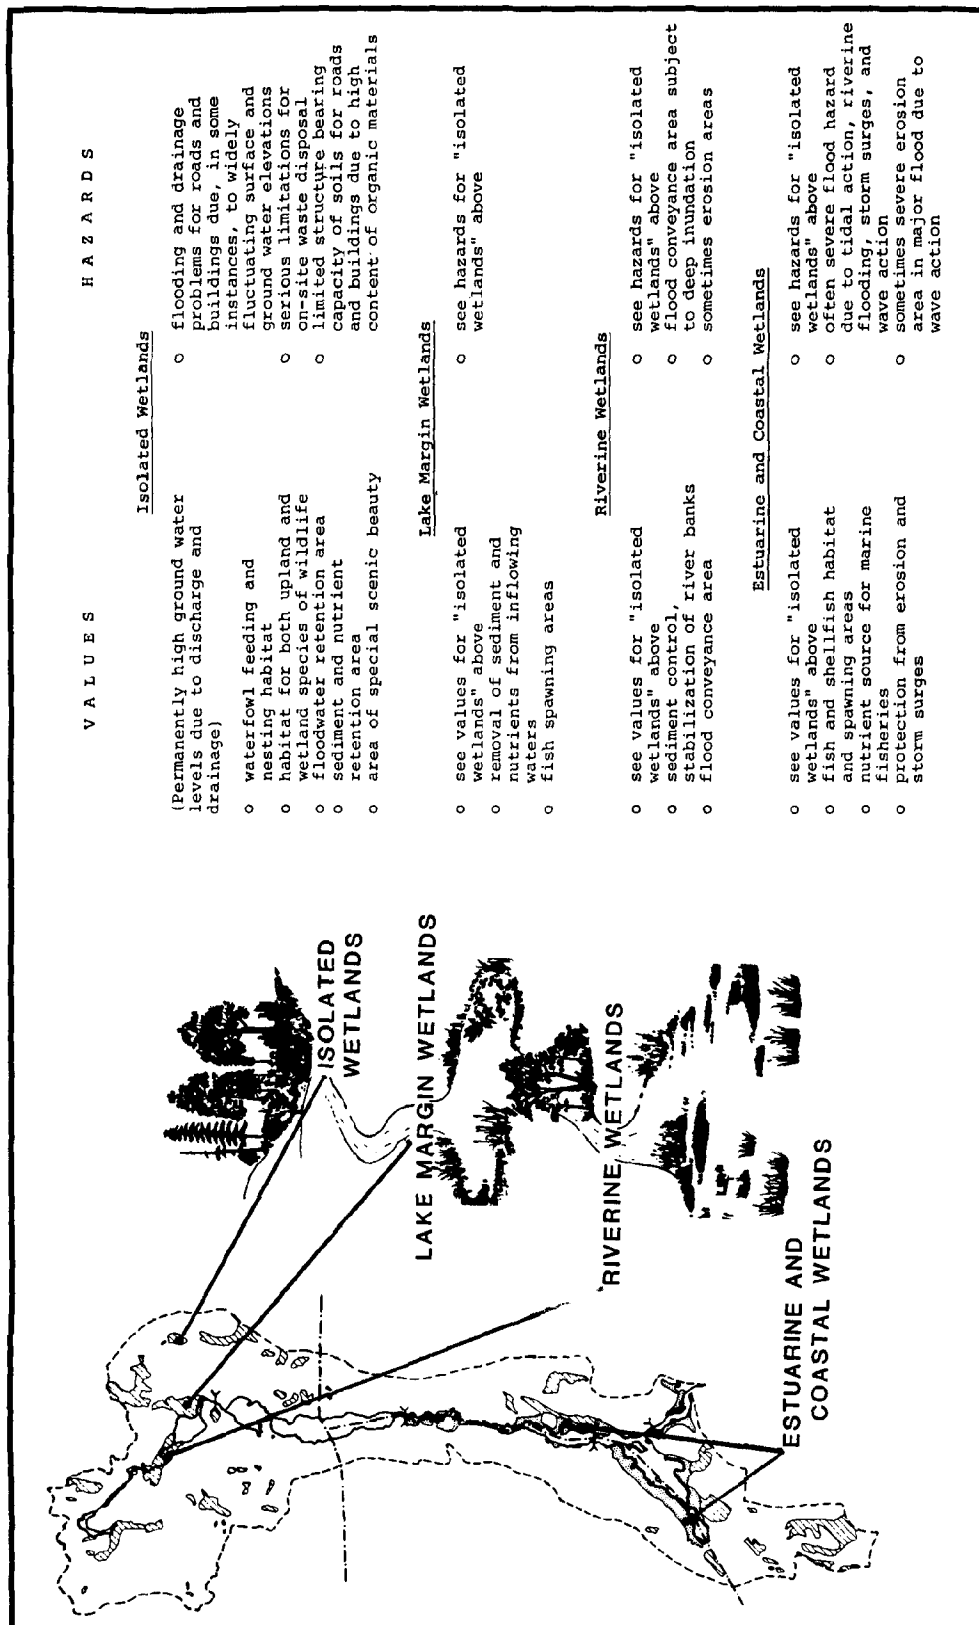 VALUES
HAZARDS
Isolated Wetlands
(Permanently high ground water
levels due to discharge and
drainage)
o waterfowl feeding and
nesting habitat
o habitat for both upland and
wetland species of wildlife
o floodwater retention area
o sediment and nutrient
retention area
o area of special scenic beauty
o flooding and drainage
problems for roads and
buildings due, in some
instances, to widely
fluctuating surface and
ground water elevations
o serious limitations for
on-site waste disposal
o limited structure bearing
capacity of soils for roads
and buildings due to high
content of organic materials
Lake Margin Wetlands
o see values for "isolated
wetlands" above
o removal of sediment and
nutrients from inflowing
waters
o fish spawning areas
o see hazards for "isolated
wetlands" above
Riverine Wetlands
o see values for "isolated
wetlands" above
o sediment control,
stabilization of river banks
o flood conveyance area
o see hazards for "isolated
wetlands" above
o flood conveyance area subject
to deep inundation
o sometimes erosion areas
Estuarine and Coastal Wetlands
o see values for "isolated
wetlands" above
o fish and shellfish habitat
and spawning areas
o nutrient source for marine
fisheries
o protection from erosion and
storm surges
o see hazards for "isolated
wetlands" above
o often severe flood hazard
due to tidal action, riverine
flooding, storm surges, and
wave action
o sometimes severe erosion
area in major flood due to
wave action
ISOLATED
WETLANDS
LAKE MARGIN WETLANDS
RIVERINE WETLANDS
ESTUARINE AND
COASTAL WETLANDS